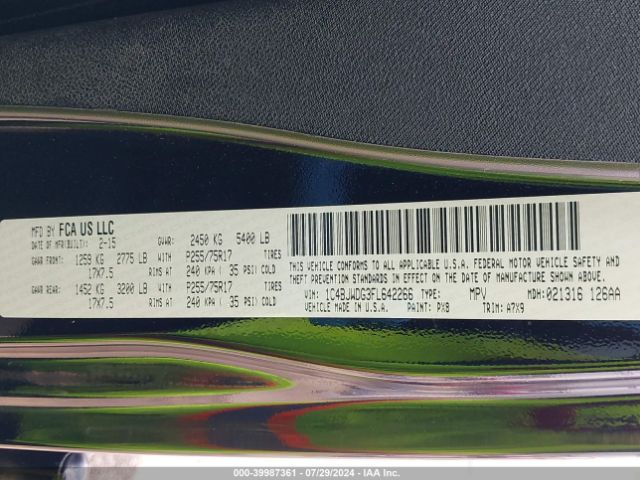 MFD BY FCA US LLC
DATE OF MFR(BUILT): 2-15 GVWR: 2450 KG 5400 LB
GAWR FRONT: 1259 KG 2775 LB WITH P255/75R17 TIRES
17X7.5 RIMS AT 240 KPA ( 35 PSI) COLD
GAWR REAR: 1452 KG 3200 LB WITH P255/75R17 TIRES
17X7.5 RIMS AT 240 KPA ( 35 PSI) COLD
THIS VEHICLE CONFORMS TO ALL APPLICABLE U.S.A.
FEDERAL MOTOR VEHICLE SAFETY AND
THEFT PREVENTION STANDARDS IN EFFECT ON THE DATE OF MANUFACTURE SHOWN ABOVE.
VIN: 1C4BJWDG3FL642266 TYPE: MPV MDH: 021316 126AA
VEHICLE MADE IN U.S.A. PAINT: PX8 TRIM: A7X9
000-39987361 | 07/29/2024 | IAA Inc.